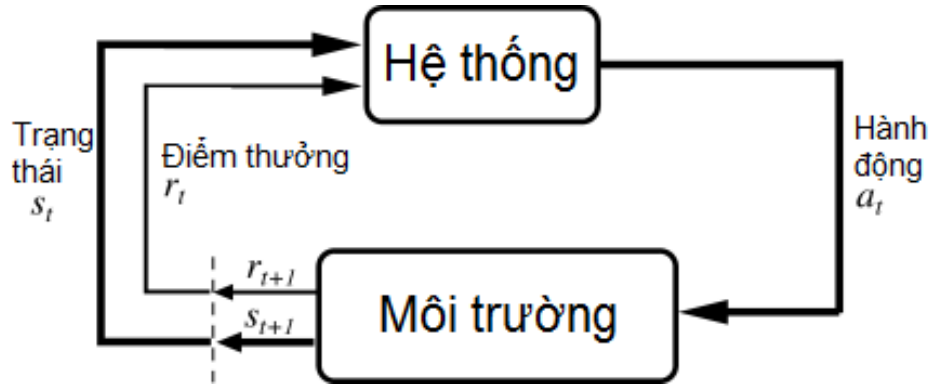 Hệ thống
Trạng
thái
s_t
Điểm thưởng
r_t
Hành
động
a_t
r_{t+1}
s_{t+1}
Môi trường